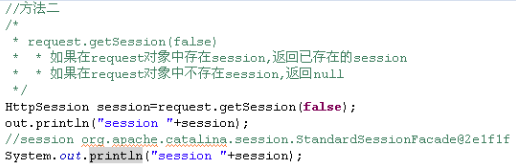 //方法二
/*
 * request.getSession(false)
 *  * 如果在request对象中存在session,返回已存在的session
 *  * 如果在request对象中不存在session,返回null
 */
HttpSession session=request.getSession(false);
out.println("session "+session);
//session org.apache.catalina.session.StandardSessionFacade@2e1f1f
System.out.println("session "+session);